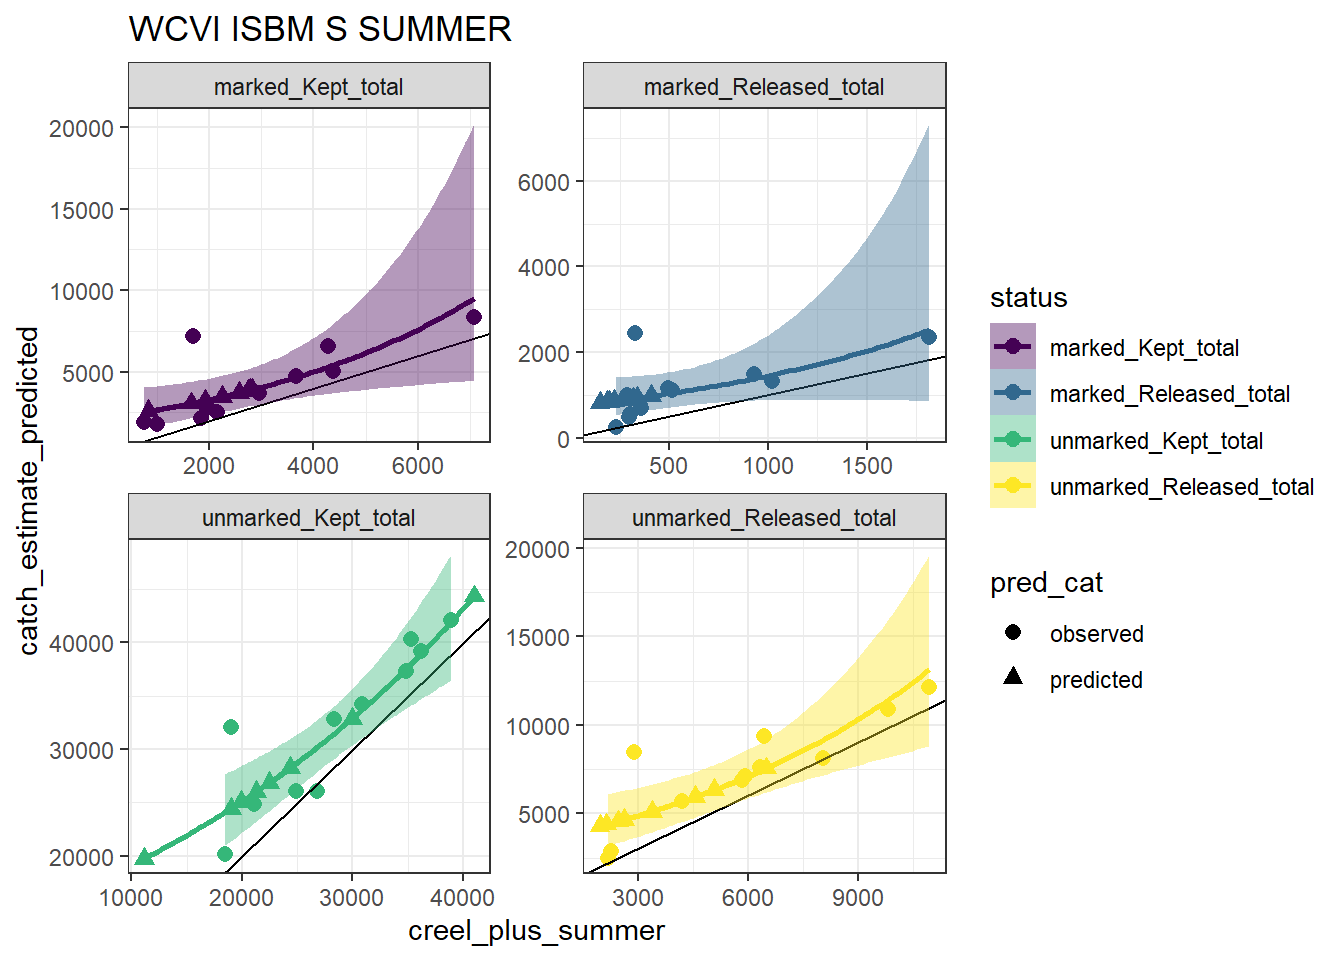 WCVI ISBM S SUMMER
marked_Kept_total
marked_Released_total
20000
15000
10000
5000
6000
4000
2000
0
2000
4000
6000
500
1000
1500
unmarked_Kept_total
unmarked_Released_total
40000
30000
20000
20000
15000
10000
5000
10000
20000
30000
40000
3000
6000
9000
creel_plus_summer
catch_estimate_predicted
status
marked_Kept_total
marked_Released_total
unmarked_Kept_total
unmarked_Released_total
pred_cat
observed
predicted